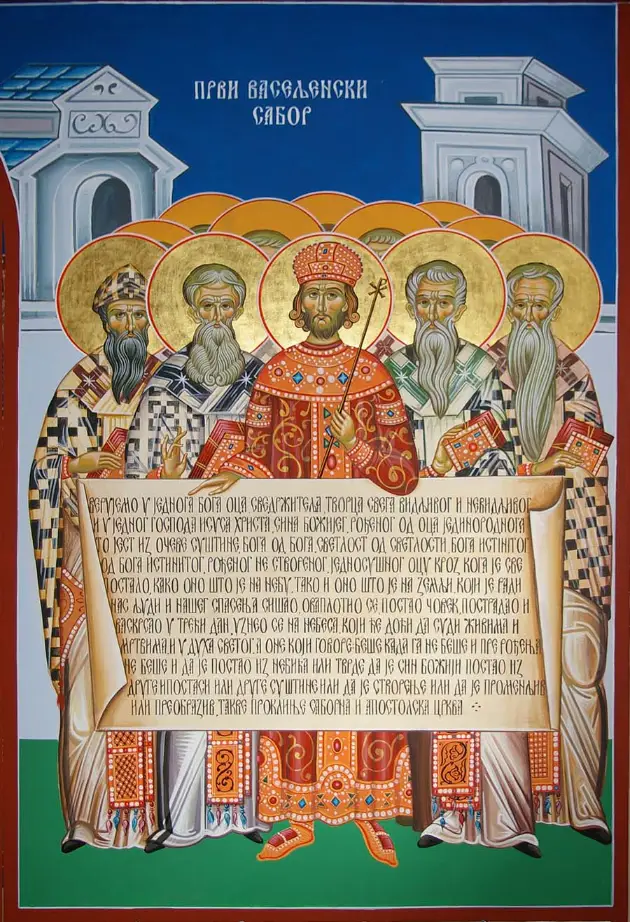 ПРВИ ВАСЕЉЕНСКИ
САБОР
ВЕРУЈЕМО У ЈЕДНОГА БОГА ОЦА СВЕДРЖИТЕЉА, ТВОРЦА СВЕГА ВИДЉИВОГ И НЕВИДЉИВОГ
И У ЈЕДНОГ ГОСПОДА ИСУСА ХРИСТА, СИНА БОЖИЈЕГ, РОЂЕНОГ ОД ОЦА ЈЕДИНОРОДНОГА
ТО ЈЕСТ ИЗ ОЧЕВЕ СУШТИНЕ, БОГА ОД БОГА, СВЕТЛОСТ ОД СВЕТЛОСТИ, БОГА ИСТИНИТОГ
ОД БОГА ИСТИНИТОГ, РОЂЕНОГ НЕ СТВОРЕНОГ, ЈЕДНОСУШНОГ ОЦУ КРОЗ КОГА ЈЕ СВЕ
ПОСТАЛО, КАКО ОНО ШТО ЈЕ НА НЕБУ, ТАКО И ОНО ШТО ЈЕ НА ЗЕМЉИ, КОЈИ ЈЕ РАДИ
НАС ЉУДИ И НАШЕГ СПАСЕЊА СИШАО, ОВАПЛОТИО СЕ ПОСТАО ЧОВЕК, ПОСТРАДАО И
ВАСКРСАО У ТРЕЋИ ДАН, УЗНЕО СЕ НА НЕБЕСА, КОЈИ ЋЕ ДОЋИ ДА СУДИ ЖИВИМА И
МРТВИМА, И У ДУХА СВЕТОГА. ОНЕ КОЈИ ГОВОРЕ: БЕШЕ КАДА ГА НЕ БЕШЕ И ПРЕ РОЂЕЊА
НЕ БЕШЕ И ДА ЈЕ ПОСТАО ИЗ НЕБИЋА ИЛИ ТВРДЕ ДА ЈЕ СИН БОЖИЈИ ПОСТАО ИЗ
ДРУГЕ ИПОСТАСИ ИЛИ ДРУГЕ СУШТИНЕ ИЛИ ДА ЈЕ СТВОРЕЊЕ ИЛИ ДА ЈЕ ПРОМЕНЉИВ
ИЛИ ПРЕОБРАЗИВ, ТАКВЕ ПРОКЛИЊЕ САБОРНА И АПОСТОЛСКА ЦРКВА